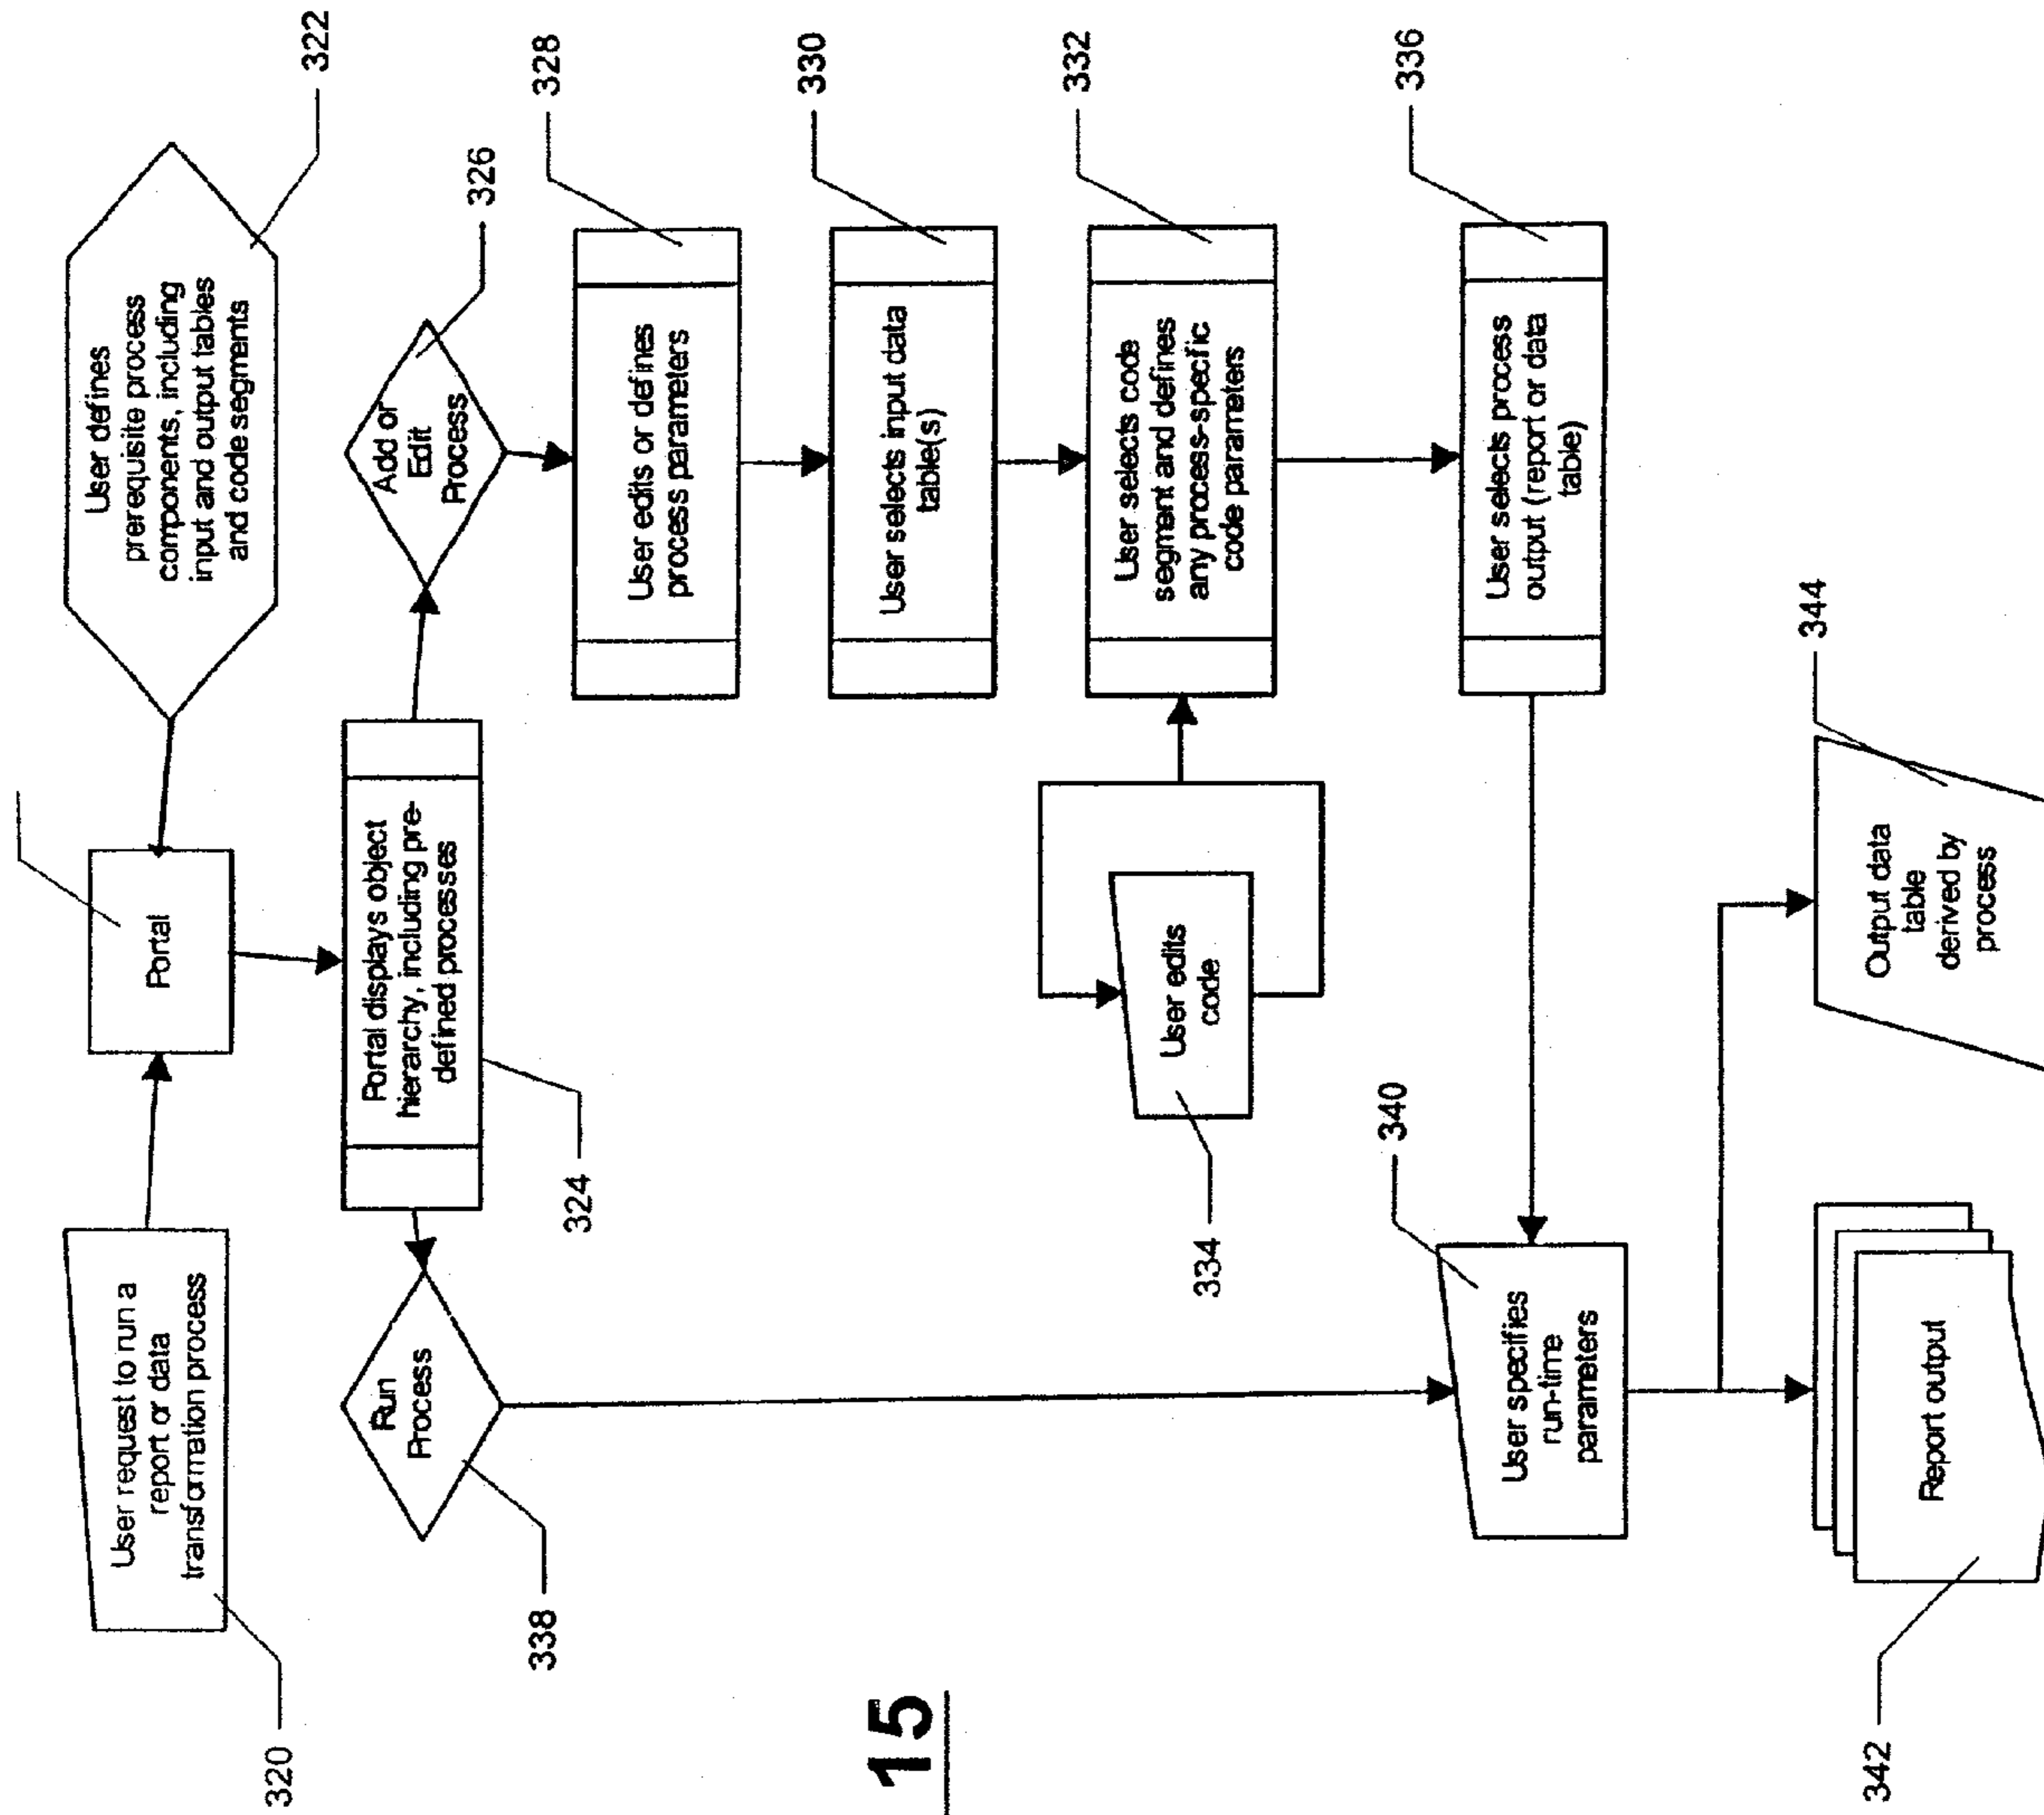 User request to run a
report or data
transformation process
320
Portal
User defines
prerequisite process
components, including
input and output tables
and code segments
322
Portal displays object
hierarchy, including pre-
defined processes
324
Run
Process
338
Add or
Edit
Process
326
User edits or defines
process parameters
328
User selects input data
table(s)
330
User selects code
segment and defines
any process-specific
code parameters
332
User edits
code
334
User selects process
output (report or data
table)
336
User specifies
run-time
parameters
340
Report output
342
Output data
table
derived by
process
344
15